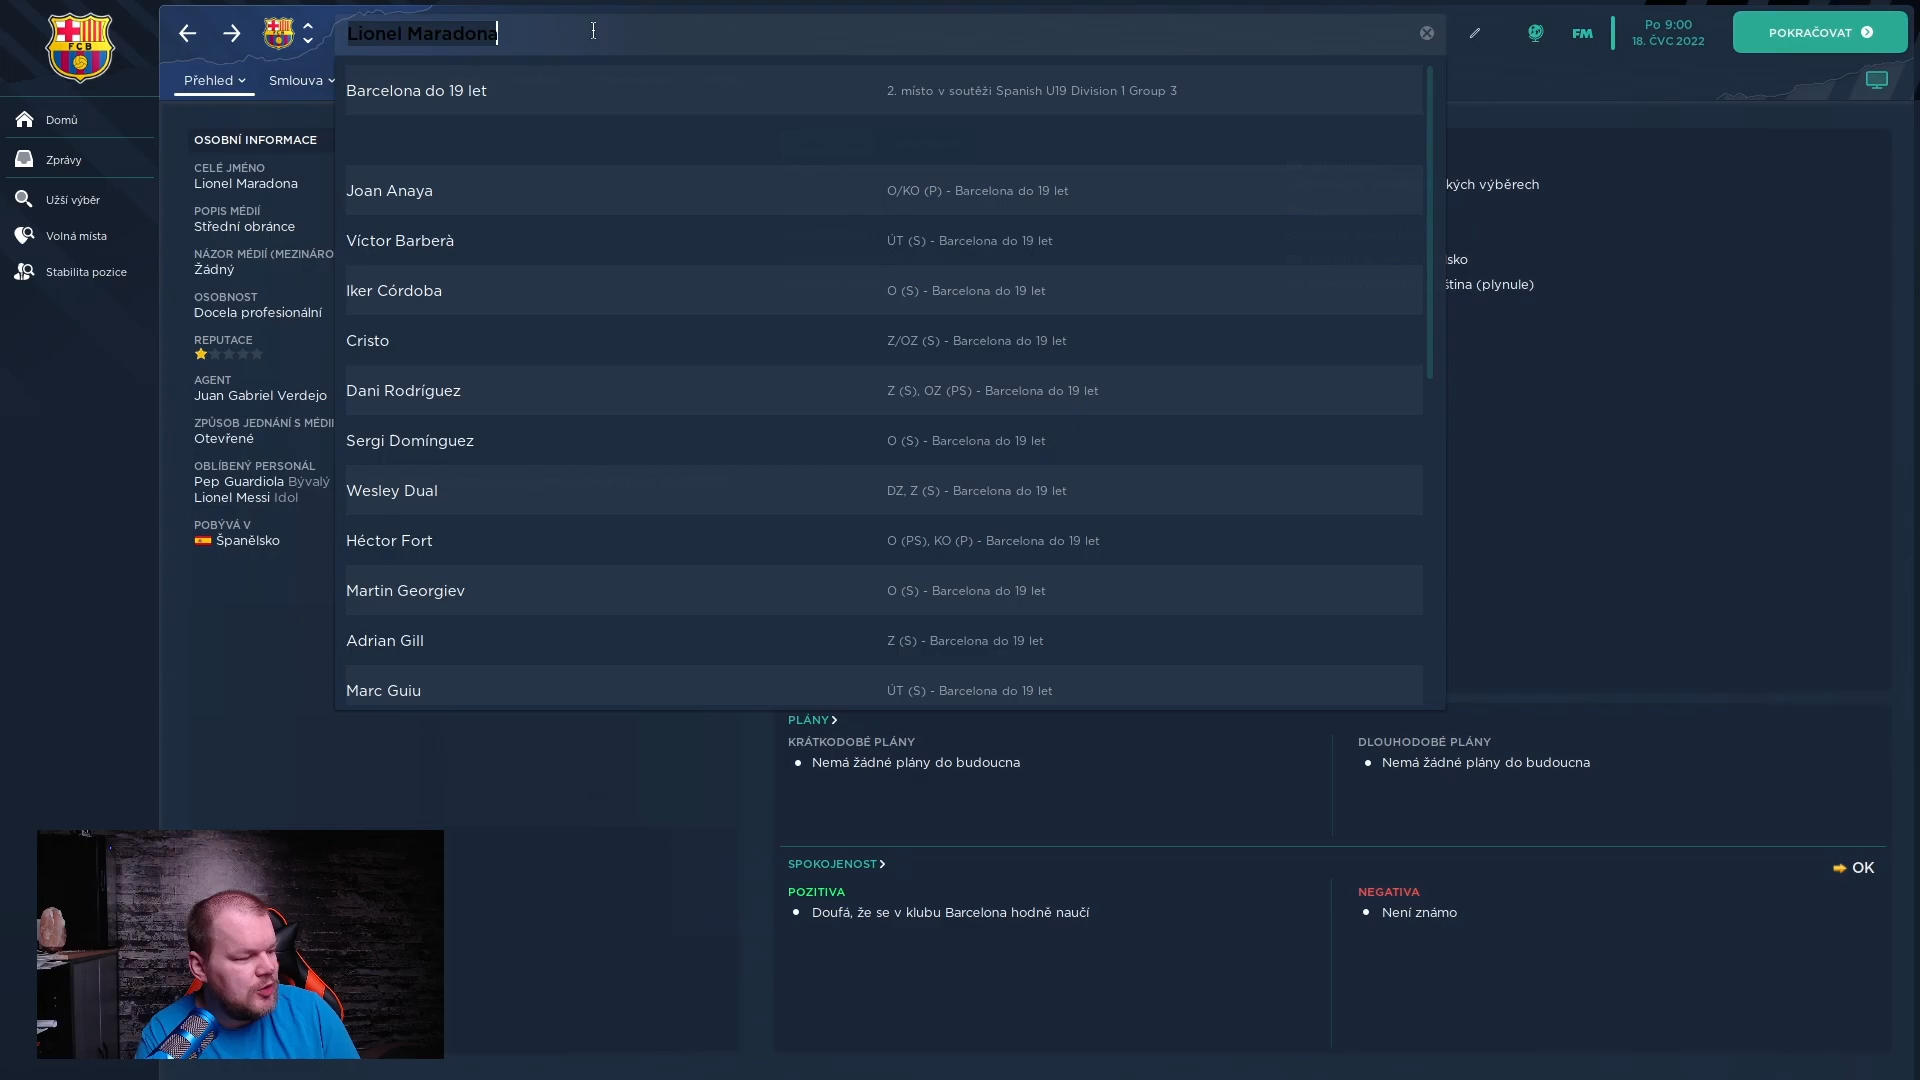 FCB
Lionel Maradona
Po 9:00
18. ČVC 2022
FM
POKRAČOVAT
Přehled
Smlouva
Domů
Zprávy
Užší výběr
Volná místa
Stabilita pozice
OSOBNÍ INFORMACE
CELÉ JMÉNO
Lionel Maradona
POPIS MÉDIÍ
Střední obránce
NÁZOR MÉDIÍ (MEZINÁRO
Žádný
OSOBNOST
Docela profesionální
REPUTACE
AGENT
Juan Gabriel Verdejo
ZPŮSOB JEDNÁNÍ S MÉDII
Otevřené
OBLÍBENÝ PERSONÁL
Pep Guardiola Bývalý
Lionel Messi Idol
POBÝVÁ V
Španělsko
Barcelona do 19 let 2. místo v soutěži Spanish U19 Division 1 Group 3
Joan Anaya O/KO (P) - Barcelona do 19 let
Víctor Barberà ÚT (S) - Barcelona do 19 let
Iker Córdoba O (S) - Barcelona do 19 let
Cristo Z/OZ (S) - Barcelona do 19 let
Dani Rodríguez Z (S), OZ (PS) - Barcelona do 19 let
Sergi Domínguez O (S) - Barcelona do 19 let
Wesley Dual DZ, Z (S) - Barcelona do 19 let
Héctor Fort O (PS), KO (P) - Barcelona do 19 let
Martin Georgiev O (S) - Barcelona do 19 let
Adrian Gill Z (S) - Barcelona do 19 let
Marc Guiu ÚT (S) - Barcelona do 19 let
kých výběrech
lsko
ština (plynule)
PLÁNY
KRÁTKODOBÉ PLÁNY
Nemá žádné plány do budoucna
DLOUHODOBÉ PLÁNY
Nemá žádné plány do budoucna
SPOKOJENOST
OK
POZITIVA
Doufá, že se v klubu Barcelona hodně naučí
NEGATIVA
Není známo